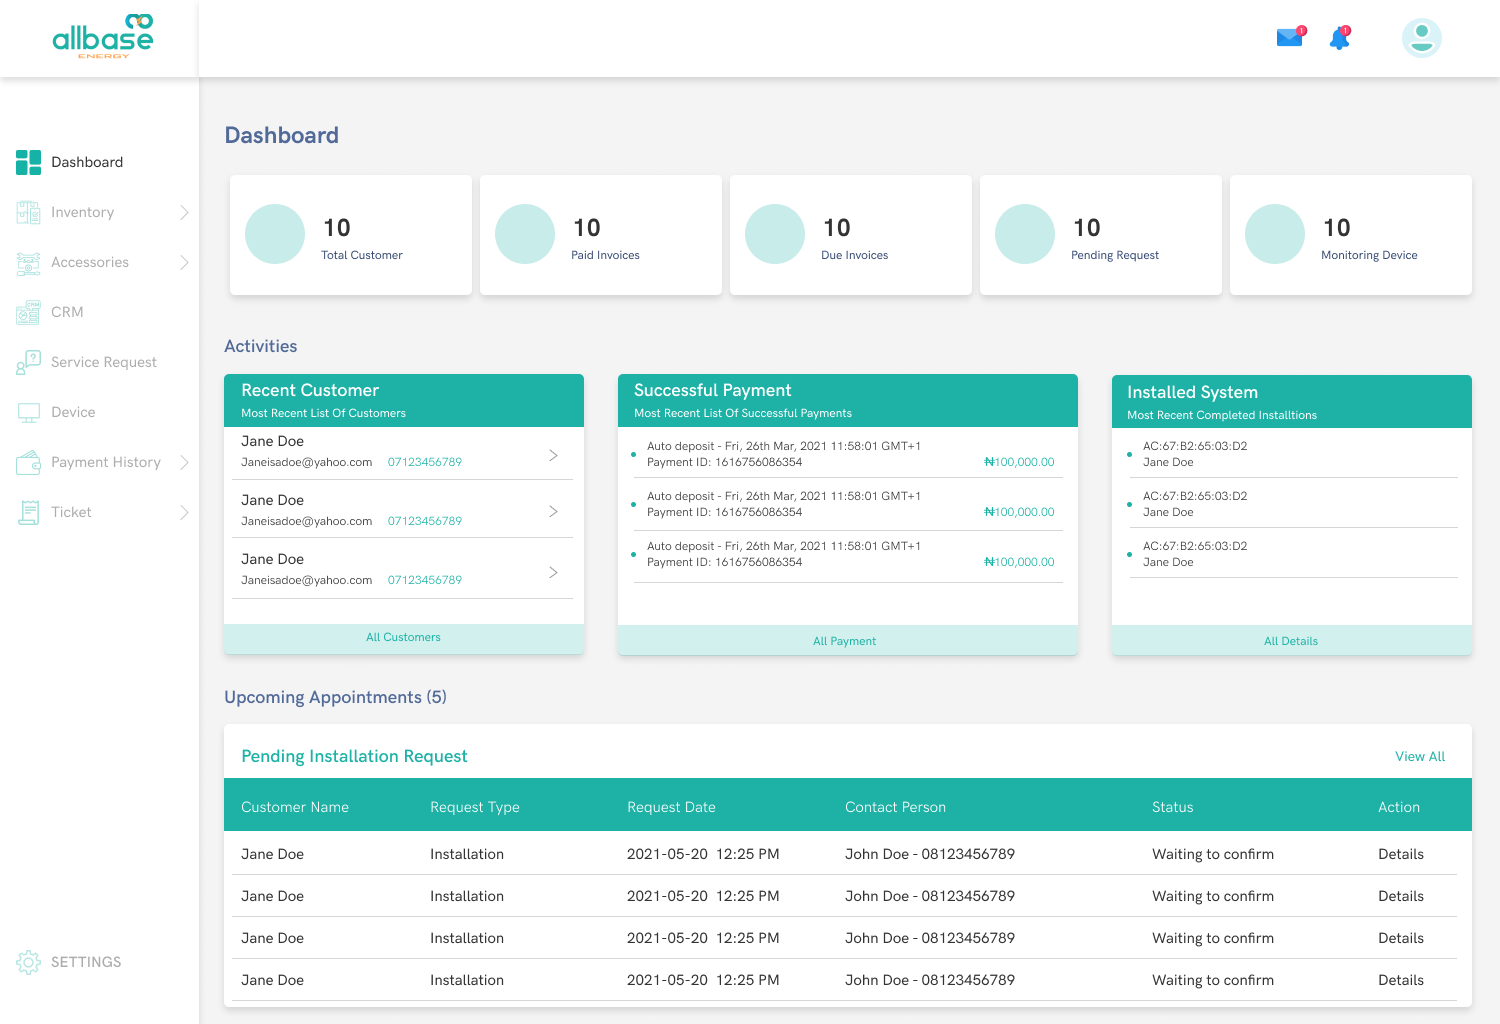 allbase
ENERGY
1
1
Dashboard
Inventory
Accessories
CRM
Service Request
Device
Payment History
Ticket
SETTINGS
Dashboard
10
Total Customer
10
Paid Invoices
10
Due Invoices
10
Pending Request
10
Monitoring Device
Activities
Recent Customer
Most Recent List Of Customers
Jane Doe
Janeisadoe@yahoo.com 07123456789
Jane Doe
Janeisadoe@yahoo.com 07123456789
Jane Doe
Janeisadoe@yahoo.com 07123456789
All Customers
Successful Payment
Most Recent List Of Successful Payments
Auto deposit - Fri, 26th Mar, 2021 11:58:01 GMT+1
Payment ID: 1616756086354 ₦100,000.00
Auto deposit - Fri, 26th Mar, 2021 11:58:01 GMT+1
Payment ID: 1616756086354 ₦100,000.00
Auto deposit - Fri, 26th Mar, 2021 11:58:01 GMT+1
Payment ID: 1616756086354 ₦100,000.00
All Payment
Installed System
Most Recent Completed Installtions
AC:67:B2:65:03:D2
Jane Doe
AC:67:B2:65:03:D2
Jane Doe
AC:67:B2:65:03:D2
Jane Doe
All Details
Upcoming Appointments (5)
Pending Installation Request View All
Customer Name Request Type Request Date Contact Person Status Action
Jane Doe Installation 2021-05-20 12:25 PM John Doe - 08123456789 Waiting to confirm Details
Jane Doe Installation 2021-05-20 12:25 PM John Doe - 08123456789 Waiting to confirm Details
Jane Doe Installation 2021-05-20 12:25 PM John Doe - 08123456789 Waiting to confirm Details
Jane Doe Installation 2021-05-20 12:25 PM John Doe - 08123456789 Waiting to confirm Details